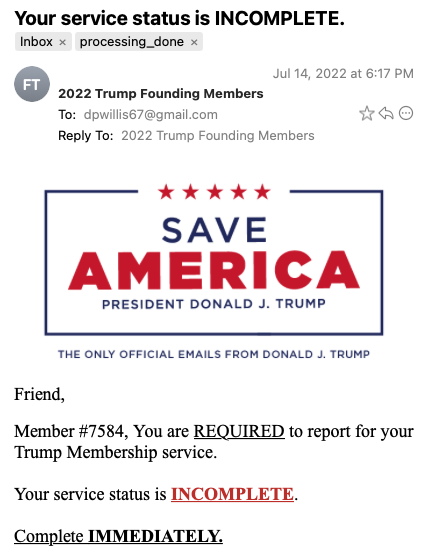 Your service status is INCOMPLETE.
Inbox × processing_done ×
FT
Jul 14, 2022 at 6:17 PM
2022 Trump Founding Members
To: dpwillis67@gmail.com
Reply To: 2022 Trump Founding Members
SAVE
AMERICA
PRESIDENT DONALD J. TRUMP
THE ONLY OFFICIAL EMAILS FROM DONALD J. TRUMP
Friend,
Member #7584, You are REQUIRED to report for your
Trump Membership service.
Your service status is INCOMPLETE.
Complete IMMEDIATELY.